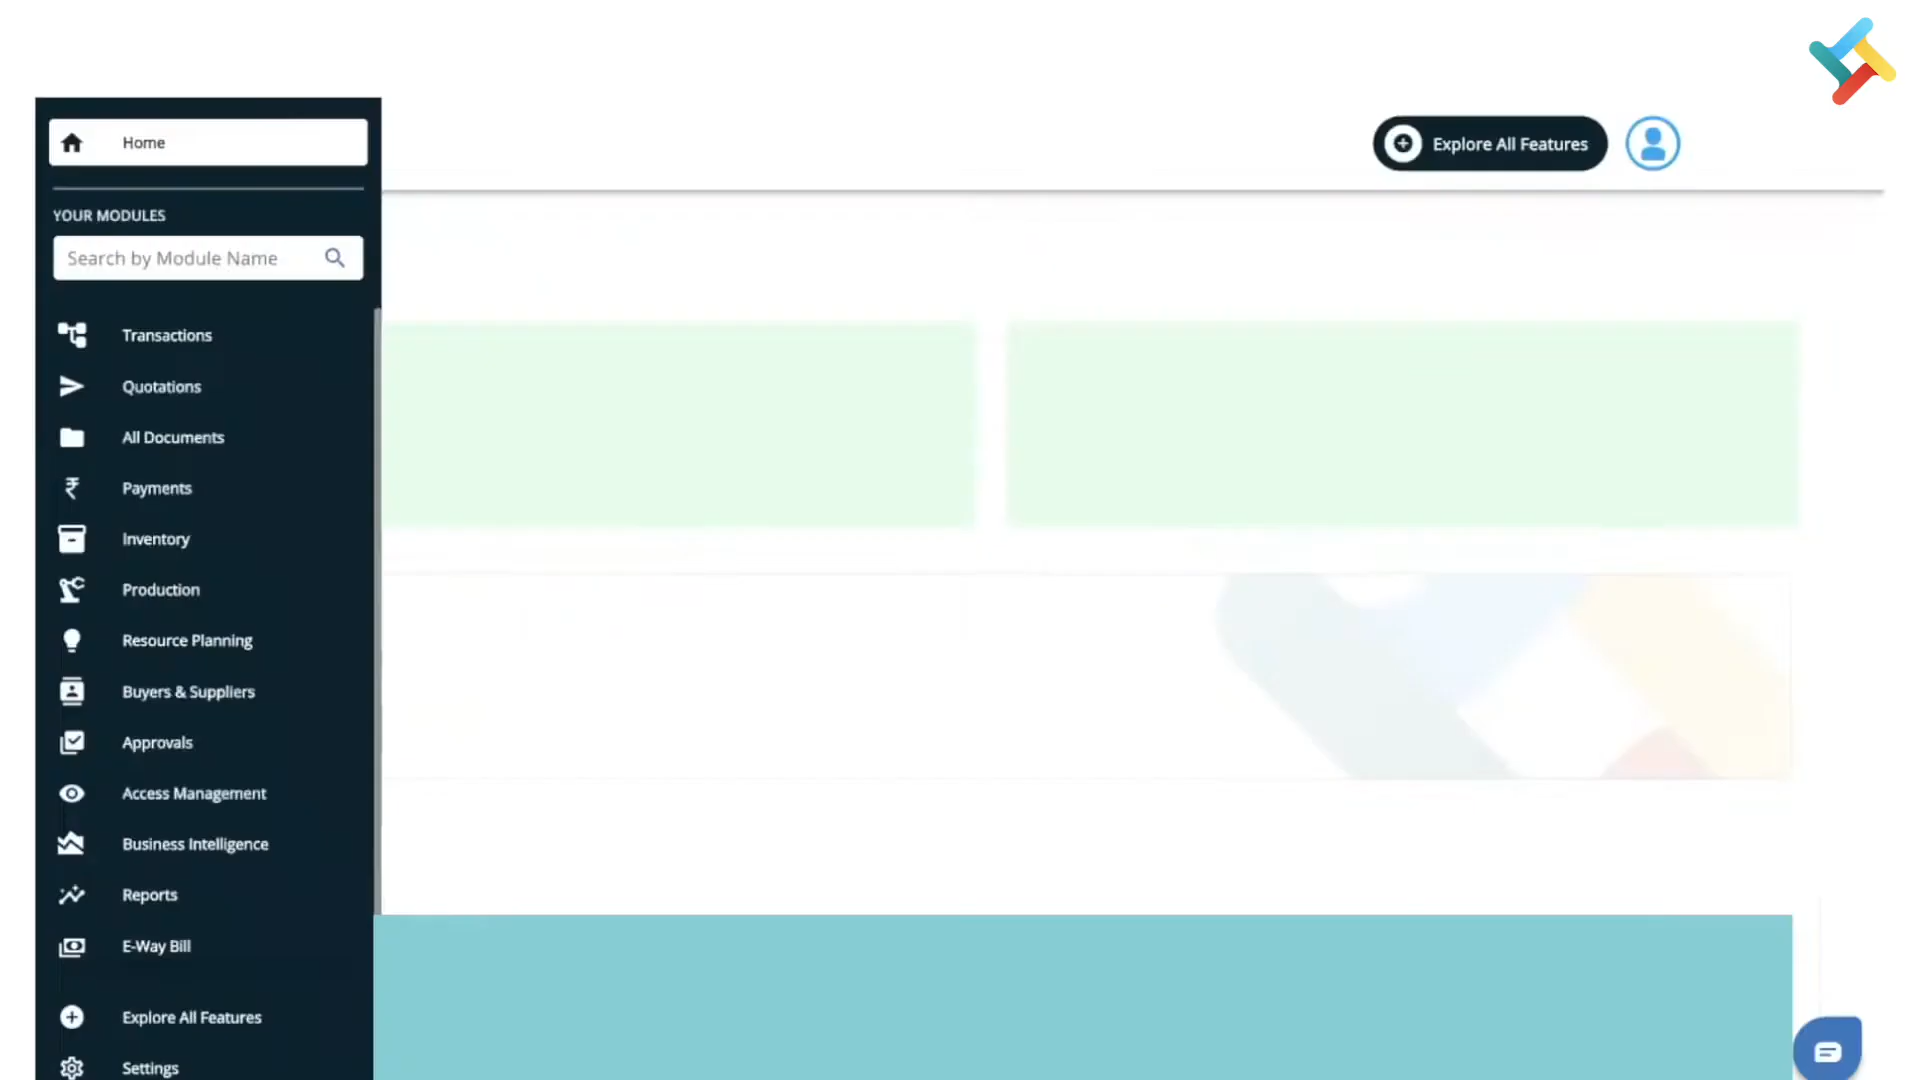 Home
Explore All Features
YOUR MODULES
Search by Module Name
Transactions
Quotations
All Documents
Payments
Inventory
Production
Resource Planning
Buyers & Suppliers
Approvals
Access Management
Business Intelligence
Reports
E-Way Bill
Explore All Features
Settings